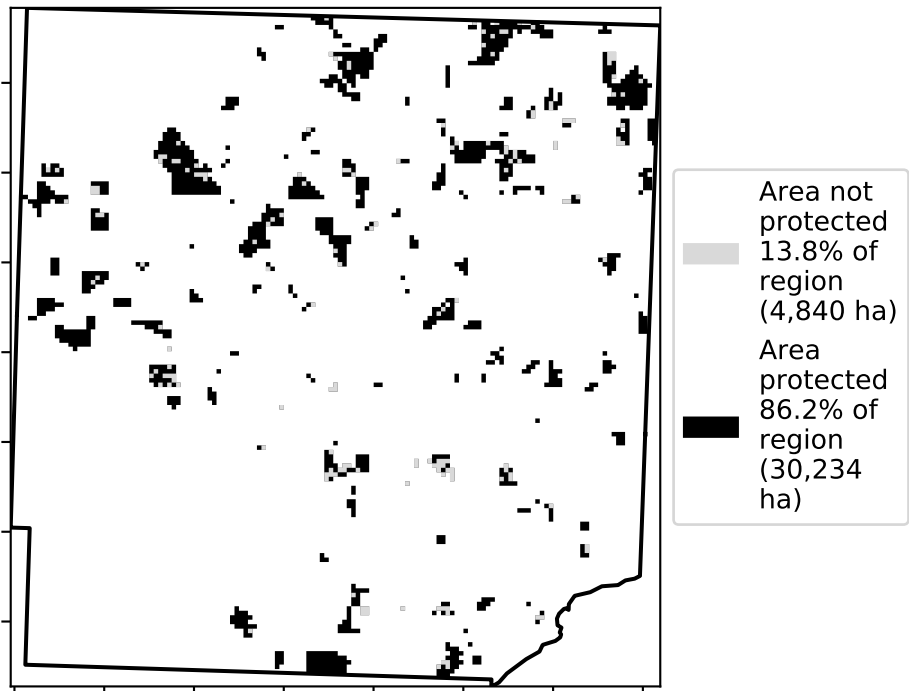 Area not
protected
13.8% of
region
(4,840 ha)
Area
protected
86.2% of
region
(30,234
ha)